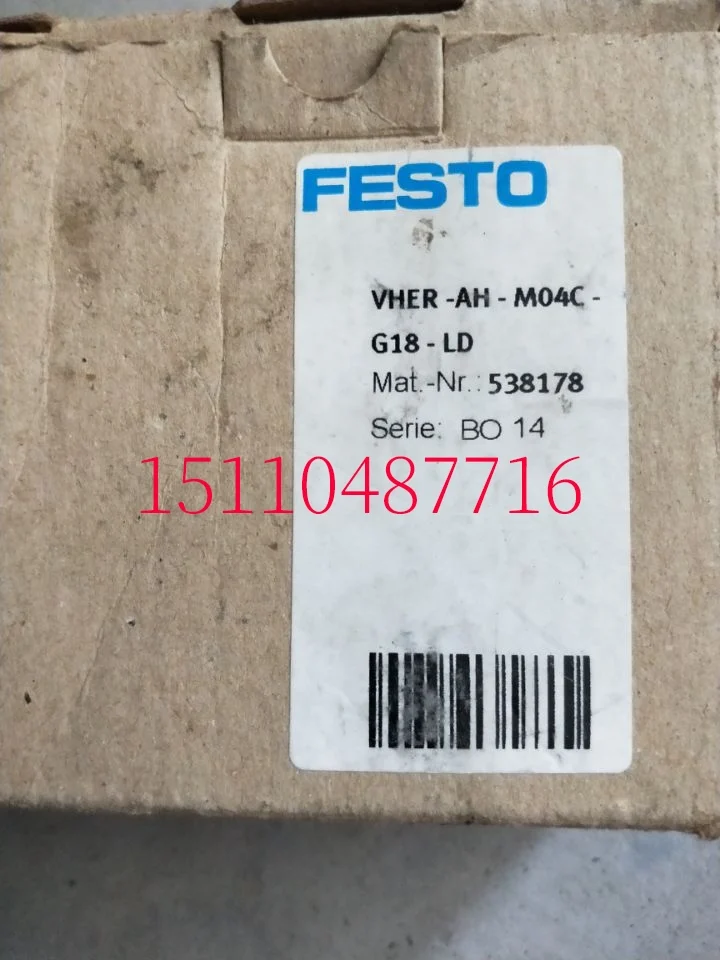 FESTO
VHER -AH - M04C -
G18 - LD
Mat.-Nr.: 538178
Serie: BO 14
15110487716